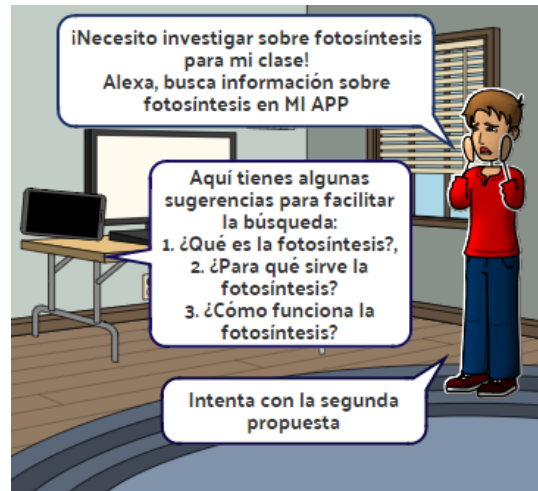 ¡Necesito investigar sobre fotosíntesis
para mi clase!
Alexa, busca información sobre
fotosíntesis en MI APP
Aquí tienes algunas
sugerencias para facilitar
la búsqueda:
1. ¿Qué es la fotosíntesis?,
2. ¿Para qué sirve la
fotosíntesis?
3. ¿Cómo funciona la
fotosíntesis?
Intenta con la segunda
propuesta